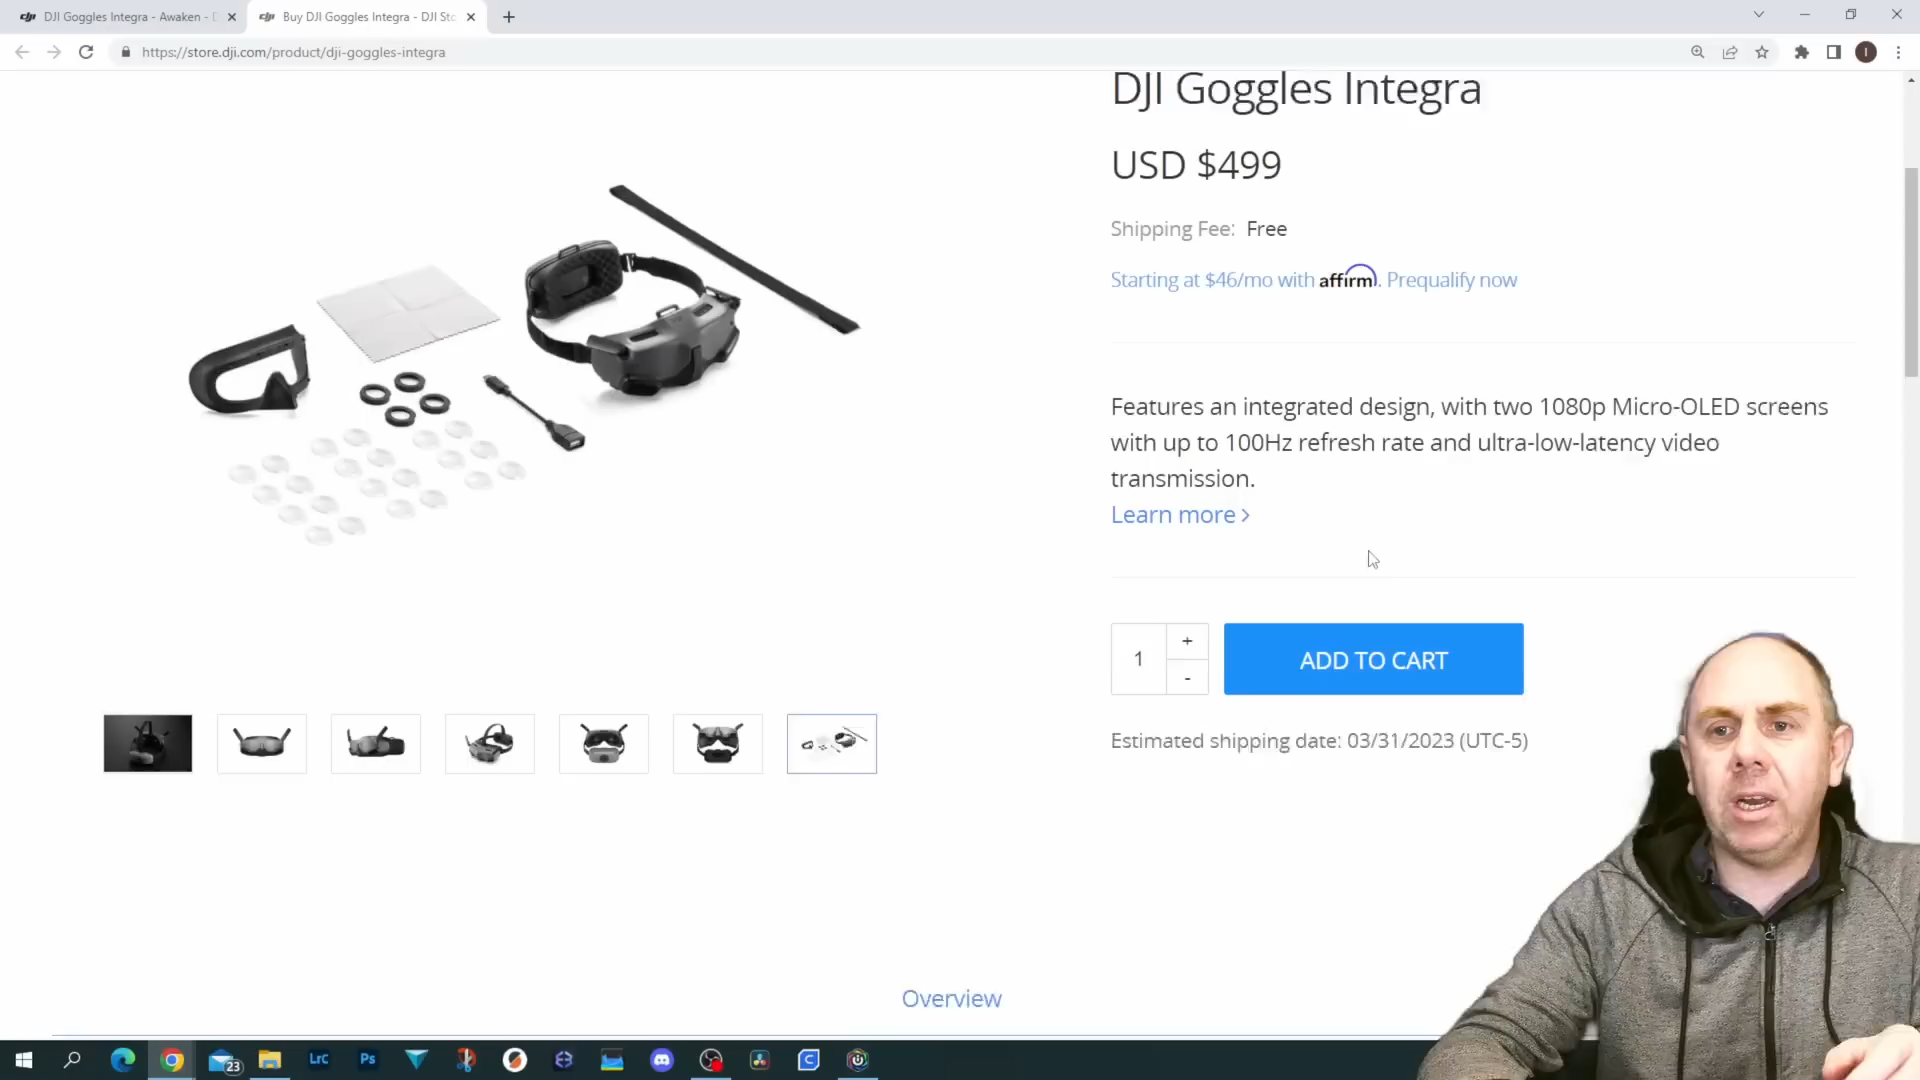 DJI Goggles Integra - Awaken - D
Buy DJI Goggles Integra - DJI Sto
https://store.dji.com/product/dji-goggles-integra
I
DJI Goggles Integra
USD $499
Shipping Fee: Free
Starting at $46/mo with affirm. Prequalify now
Features an integrated design, with two 1080p Micro-OLED screens
with up to 100Hz refresh rate and ultra-low-latency video
transmission.
Learn more >
1
+
-
ADD TO CART
Estimated shipping date: 03/31/2023 (UTC-5)
Overview
23
Lrc
Ps
C